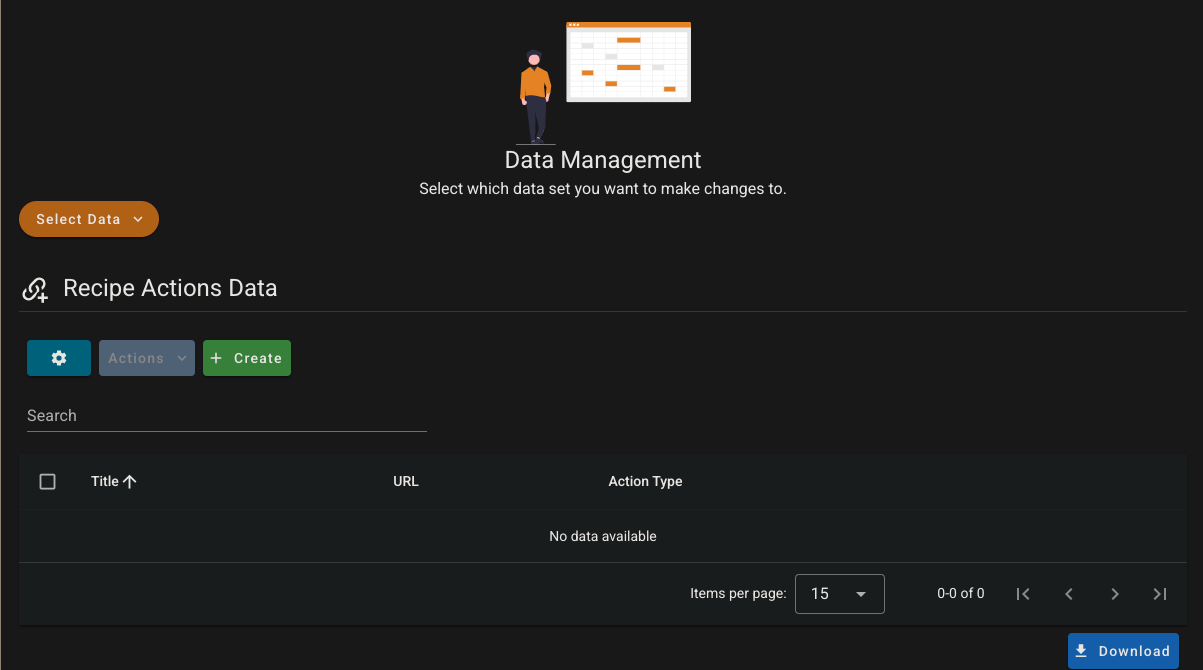 Data Management
Select which data set you want to make changes to.
Select Data
Recipe Actions Data
Actions
Create
Search
Title URL Action Type
No data available
Items per page: 15 0-0 of 0
Download